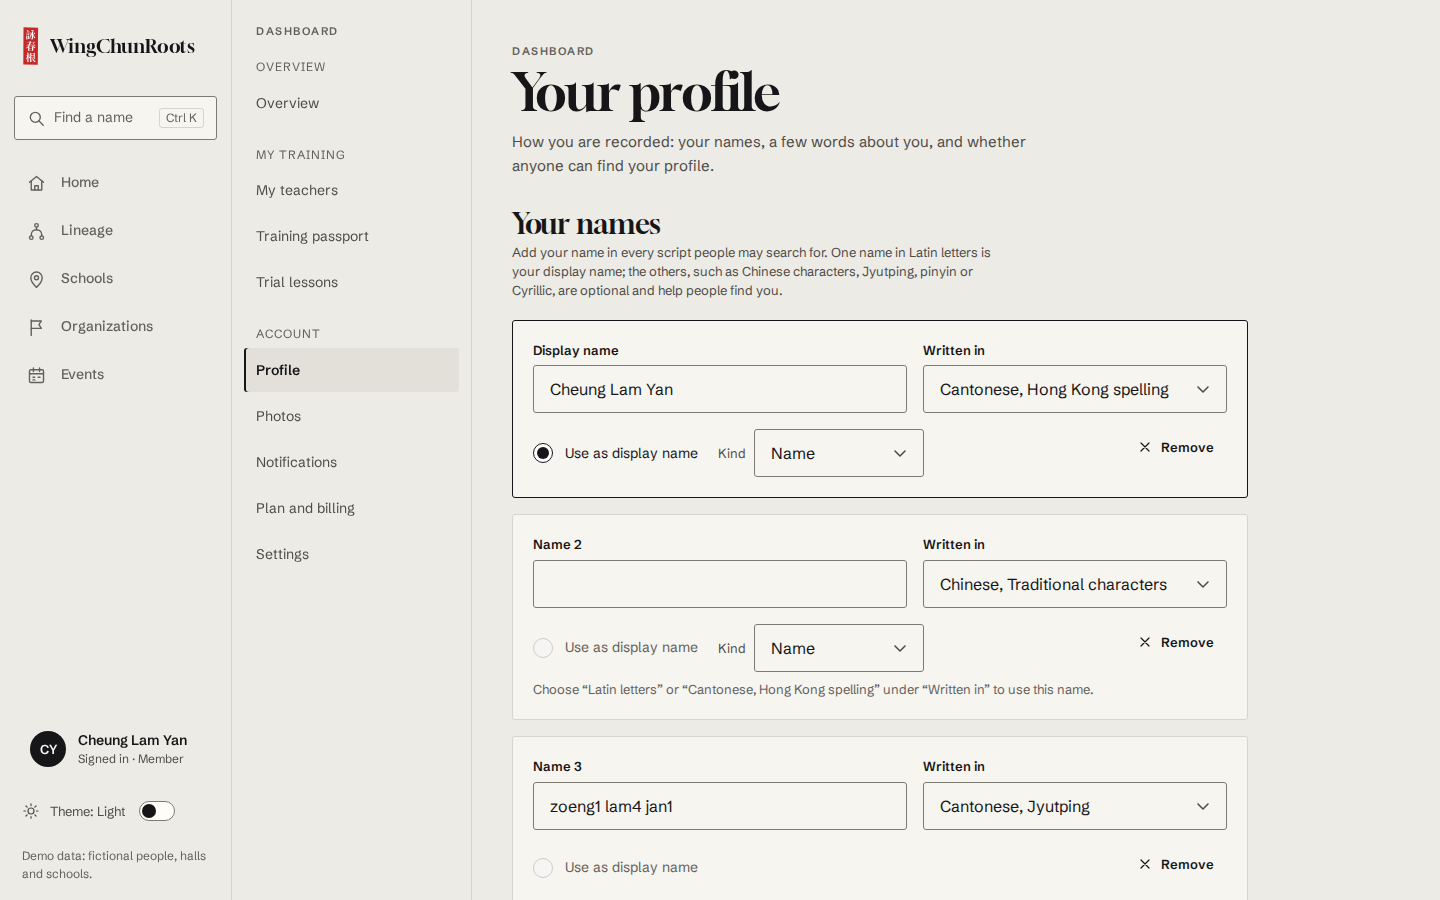 詠春根
WingChunRoots
Find a name
Ctrl K
Home
Lineage
Schools
Organizations
Events
CY
Cheung Lam Yan
Signed in · Member
Theme: Light
Demo data: fictional people, halls
and schools.
DASHBOARD
OVERVIEW
Overview
MY TRAINING
My teachers
Training passport
Trial lessons
ACCOUNT
Profile
Photos
Notifications
Plan and billing
Settings
DASHBOARD
Your profile
How you are recorded: your names, a few words about you, and whether
anyone can find your profile.
Your names
Add your name in every script people may search for. One name in Latin letters is
your display name; the others, such as Chinese characters, Jyutping, pinyin or
Cyrillic, are optional and help people find you.
Display name
Written in
Cheung Lam Yan
Cantonese, Hong Kong spelling
Use as display name
Kind
Name
Remove
Name 2
Written in
Chinese, Traditional characters
Use as display name
Kind
Name
Remove
Choose “Latin letters” or “Cantonese, Hong Kong spelling” under “Written in” to use this name.
Name 3
Written in
zoeng1 lam4 jan1
Cantonese, Jyutping
Use as display name
Remove